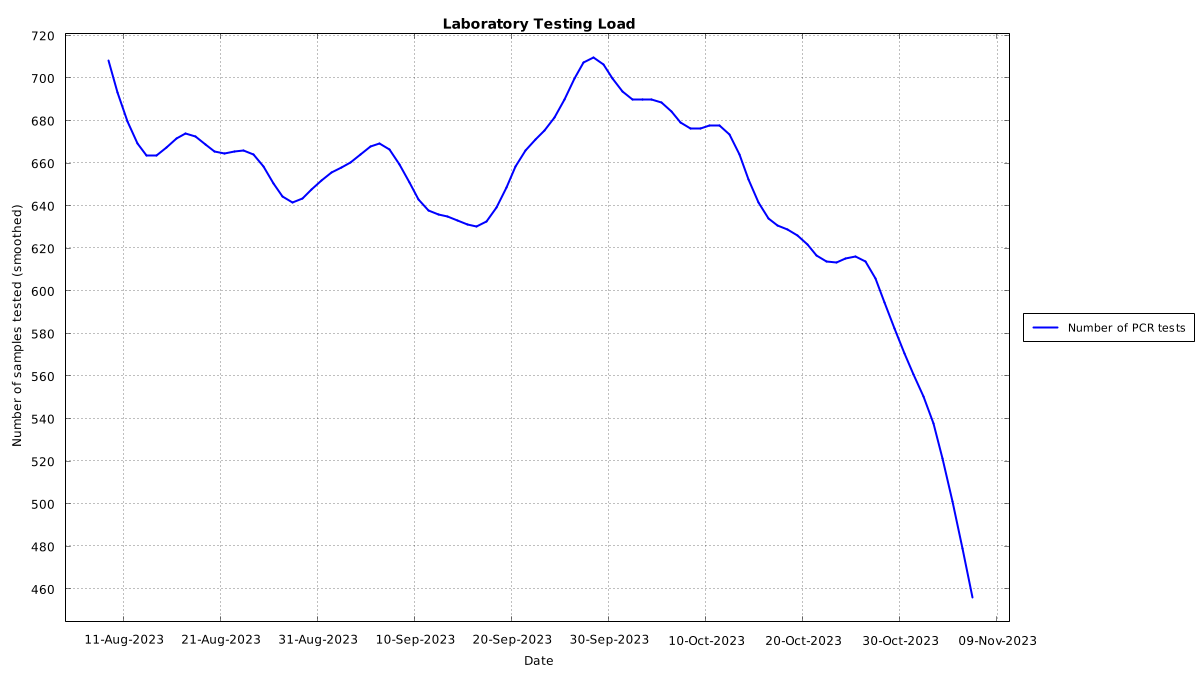 Laboratory Testing Load
Number of samples tested (smoothed)
720
700
680
660
640
620
600
580
560
540
520
500
480
460
11-Aug-2023 21-Aug-2023 31-Aug-2023 10-Sep-2023 20-Sep-2023 30-Sep-2023 10-Oct-2023 20-Oct-2023 30-Oct-2023 09-Nov-2023
Date
Number of PCR tests